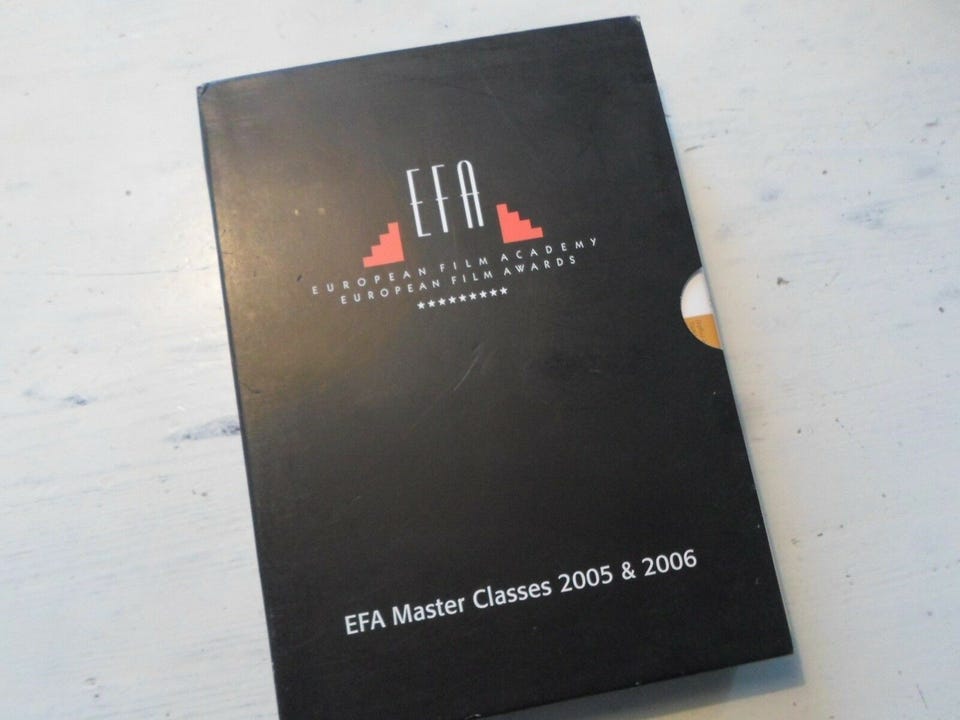 EFA
EUROPEAN FILM ACADEMY
EUROPEAN FILM AWARDS
★★★★★★★★★
EFA Master Classes 2005 & 2006